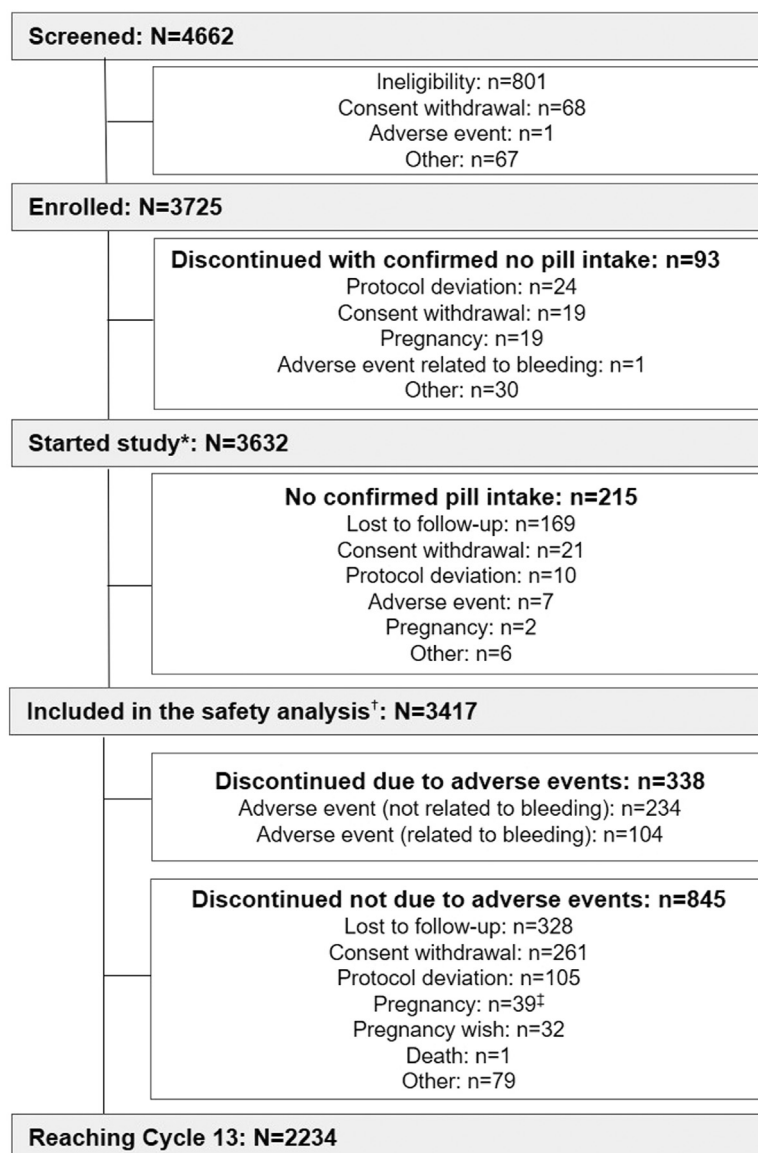 Screened: N=4662
Ineligibility: n=801
Consent withdrawal: n=68
Adverse event: n=1
Other: n=67
Enrolled: N=3725
Discontinued with confirmed no pill intake: n=93
Protocol deviation: n=24
Consent withdrawal: n=19
Pregnancy: n=19
Adverse event related to bleeding: n=1
Other: n=30
Started study*: N=3632
No confirmed pill intake: n=215
Lost to follow-up: n=169
Consent withdrawal: n=21
Protocol deviation: n=10
Adverse event: n=7
Pregnancy: n=2
Other: n=6
Included in the safety analysis†: N=3417
Discontinued due to adverse events: n=338
Adverse event (not related to bleeding): n=234
Adverse event (related to bleeding): n=104
Discontinued not due to adverse events: n=845
Lost to follow-up: n=328
Consent withdrawal: n=261
Protocol deviation: n=105
Pregnancy: n=39‡
Pregnancy wish: n=32
Death: n=1
Other: n=79
Reaching Cycle 13: N=2234